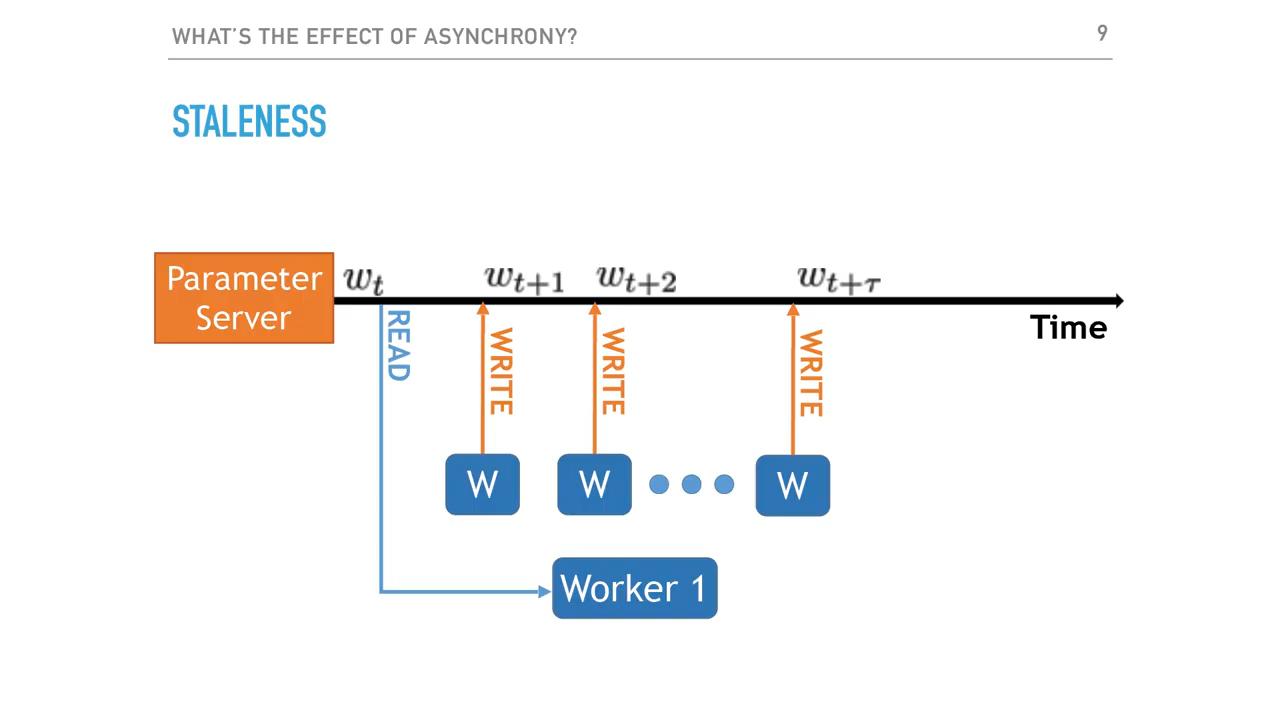 WHAT’S THE EFFECT OF ASYNCHRONY?
9
STALENESS
Parameter
Server
w_t
w_{t+1}
w_{t+2}
w_{t+τ}
Time
READ
WRITE
WRITE
WRITE
W
W
W
Worker 1